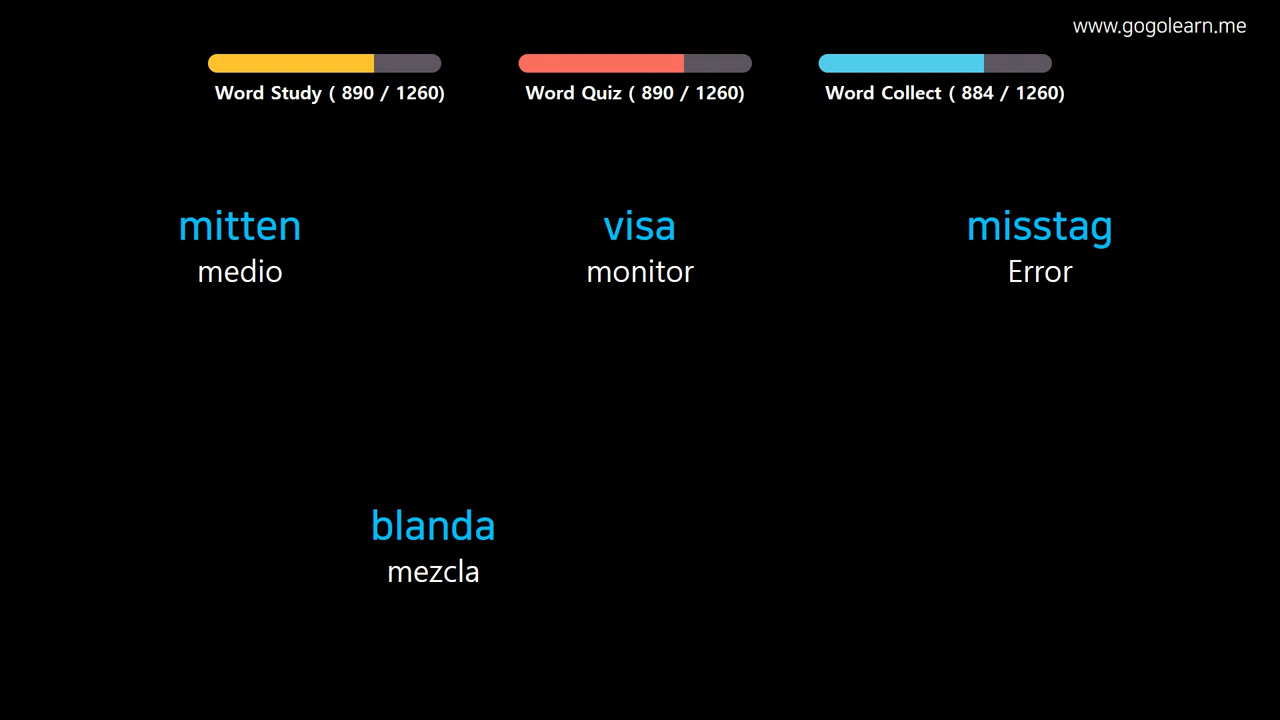 www.gogolearn.me
Word Study ( 890 / 1260)
Word Quiz ( 890 / 1260)
Word Collect ( 884 / 1260)
mitten
medio
visa
monitor
misstag
Error
blanda
mezcla